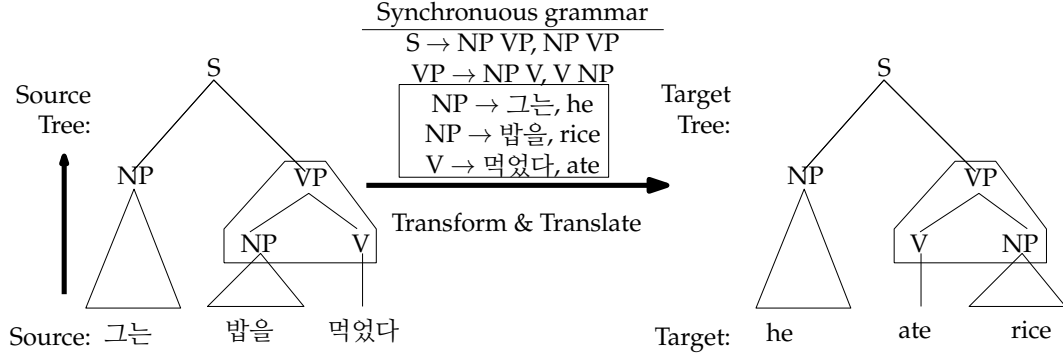 Synchronuous grammar
S → NP VP, NP VP
VP → NP V, V NP
NP → 그는, he
NP → 밥을, rice
V → 먹었다, ate
Transform & Translate
Source
Tree:
S
NP VP
NP V
Source: 그는 밥을 먹었다
Target
Tree:
S
NP VP
V NP
Target: he ate rice